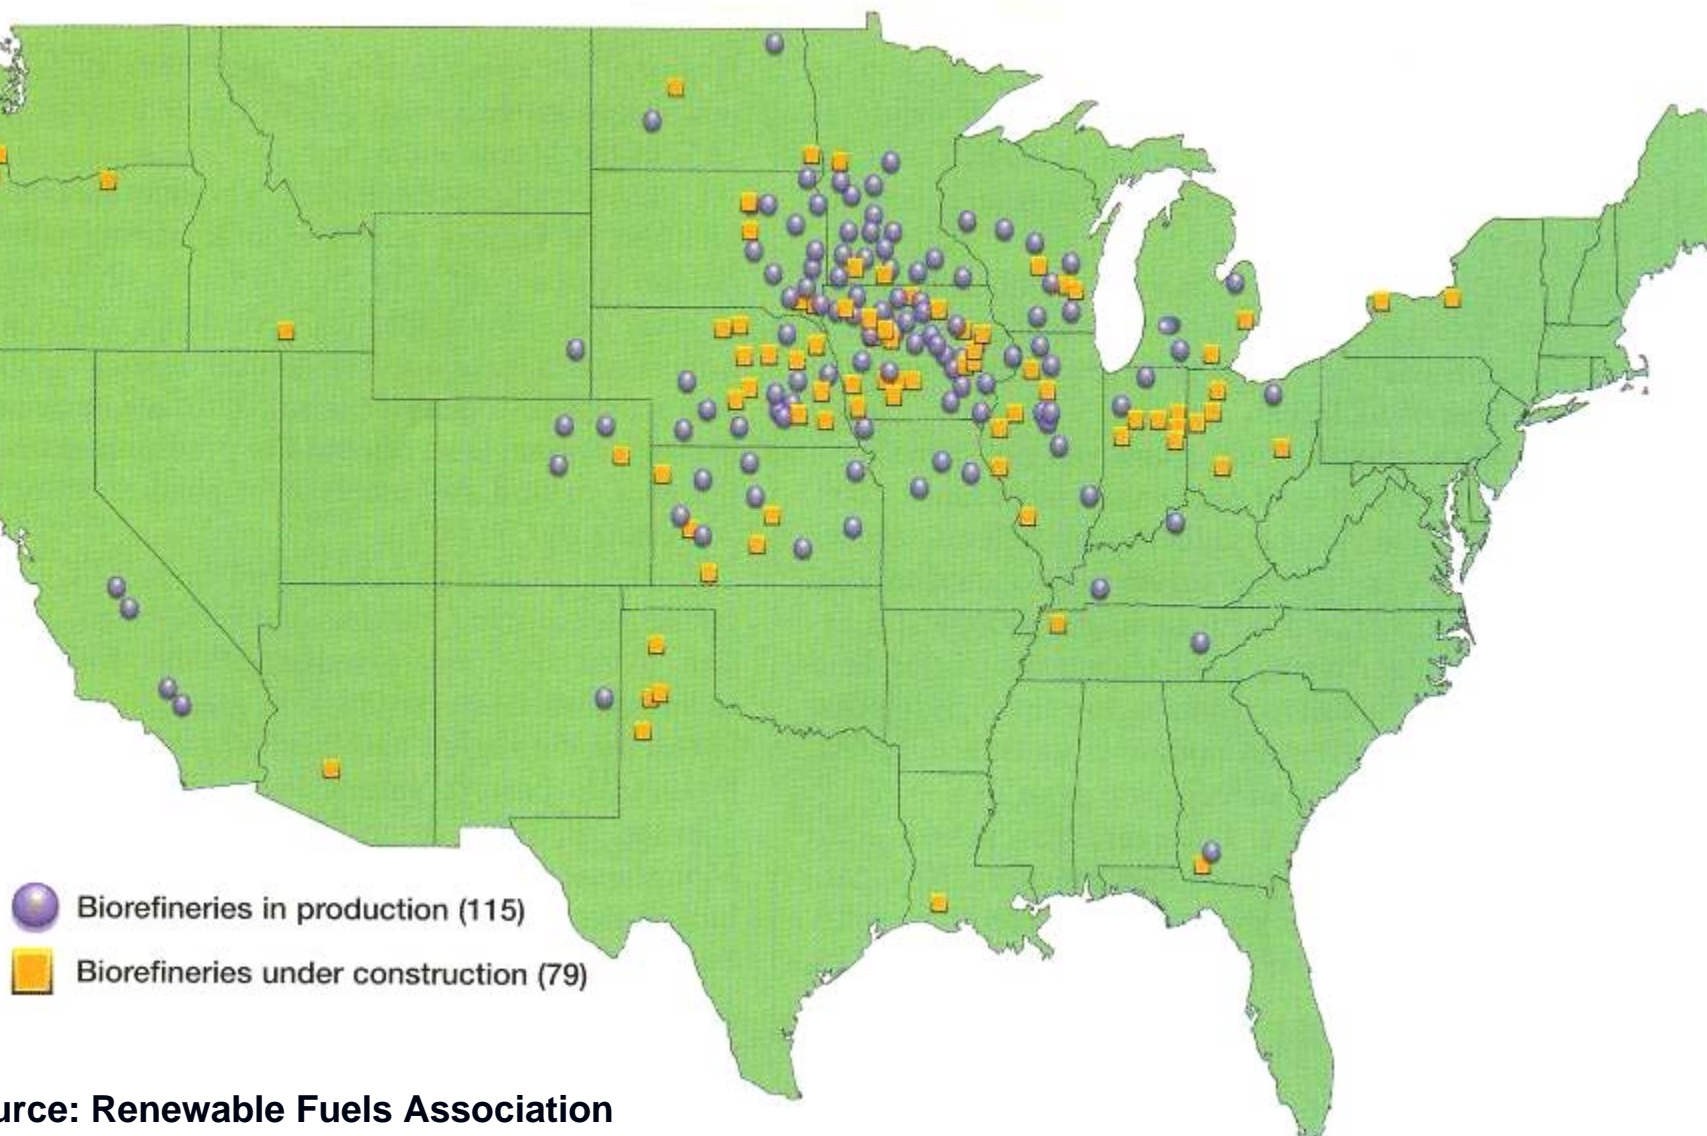 Biorefineries in production (115)
Biorefineries under construction (79)
urce: Renewable Fuels Association